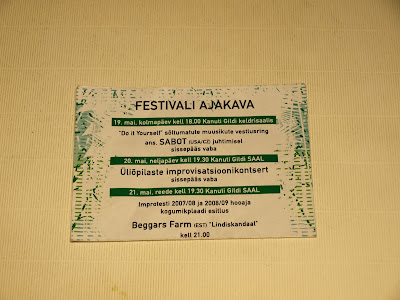 FESTIVALI AJAKAVA
19. mai, kolmapäev kell 18.00 Kanuti Gildi keldrisaalis
"Do it Yourself" sõltumatute muusikute vestlusring
ans. SABOT (USA/CZ) juhtimisel
sissepääs vaba
20. mai, neljapäev kell 19.30 Kanuti Gildi SAAL
Üliõpilaste improvisatsioonikontsert
sissepääs vaba
21. mai, reede kell 19.30 Kanuti Gildi SAAL
Improtesti 2007/08 ja 2008/09 hooaja
kogumikplaadi esitlus
Beggars Farm (EST) "Lindiskandaal"
kell 21.00